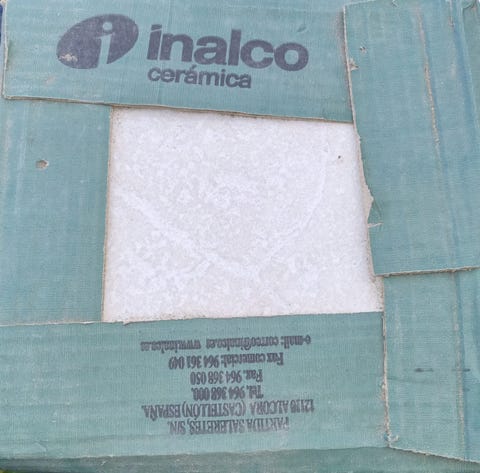 inalco
cerámica
PARTIDA SALERETES, S/N.
12110 ALCORA (CASTELLÓN) ESPAÑA
Tel. 964 368 000.
Fax. 964 368 050
Fax comercial: 964 361 049
e-mail: correo@inalco.es www.inalco.es